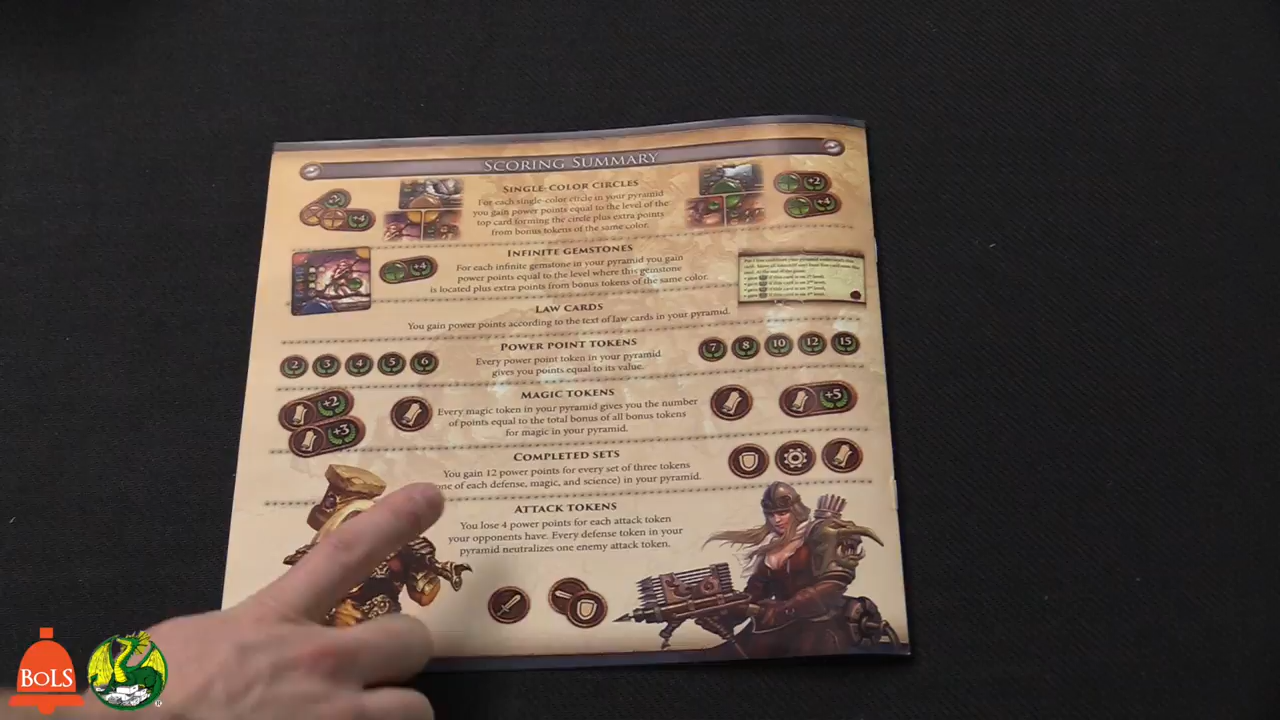 SCORING SUMMARY
SINGLE-COLOR CIRCLES
For each single-color circle in your pyramid
you gain power points equal to the level of the
top card forming the circle plus extra points
from bonus tokens of the same color.
+2
+4
+2
+4
INFINITE GEMSTONES
For each infinite gemstone in your pyramid you gain
power points equal to the level where this gemstone
is located plus extra points from bonus tokens of the same color.
+4
LAW CARDS
You gain power points according to the text of law cards in your pyramid.
POWER POINT TOKENS
Every power point token in your pyramid
gives you points equal to its value.
2 3 4 5 6
7 8 10 12 15
MAGIC TOKENS
Every magic token in your pyramid gives you the number
of points equal to the total bonus of all bonus tokens
for magic in your pyramid.
+2
+3
+5
COMPLETED SETS
You gain 12 power points for every set of three tokens
one of each defense, magic, and science) in your pyramid.
ATTACK TOKENS
You lose 4 power points for each attack token
your opponents have. Every defense token in your
pyramid neutralizes one enemy attack token.
BOLS